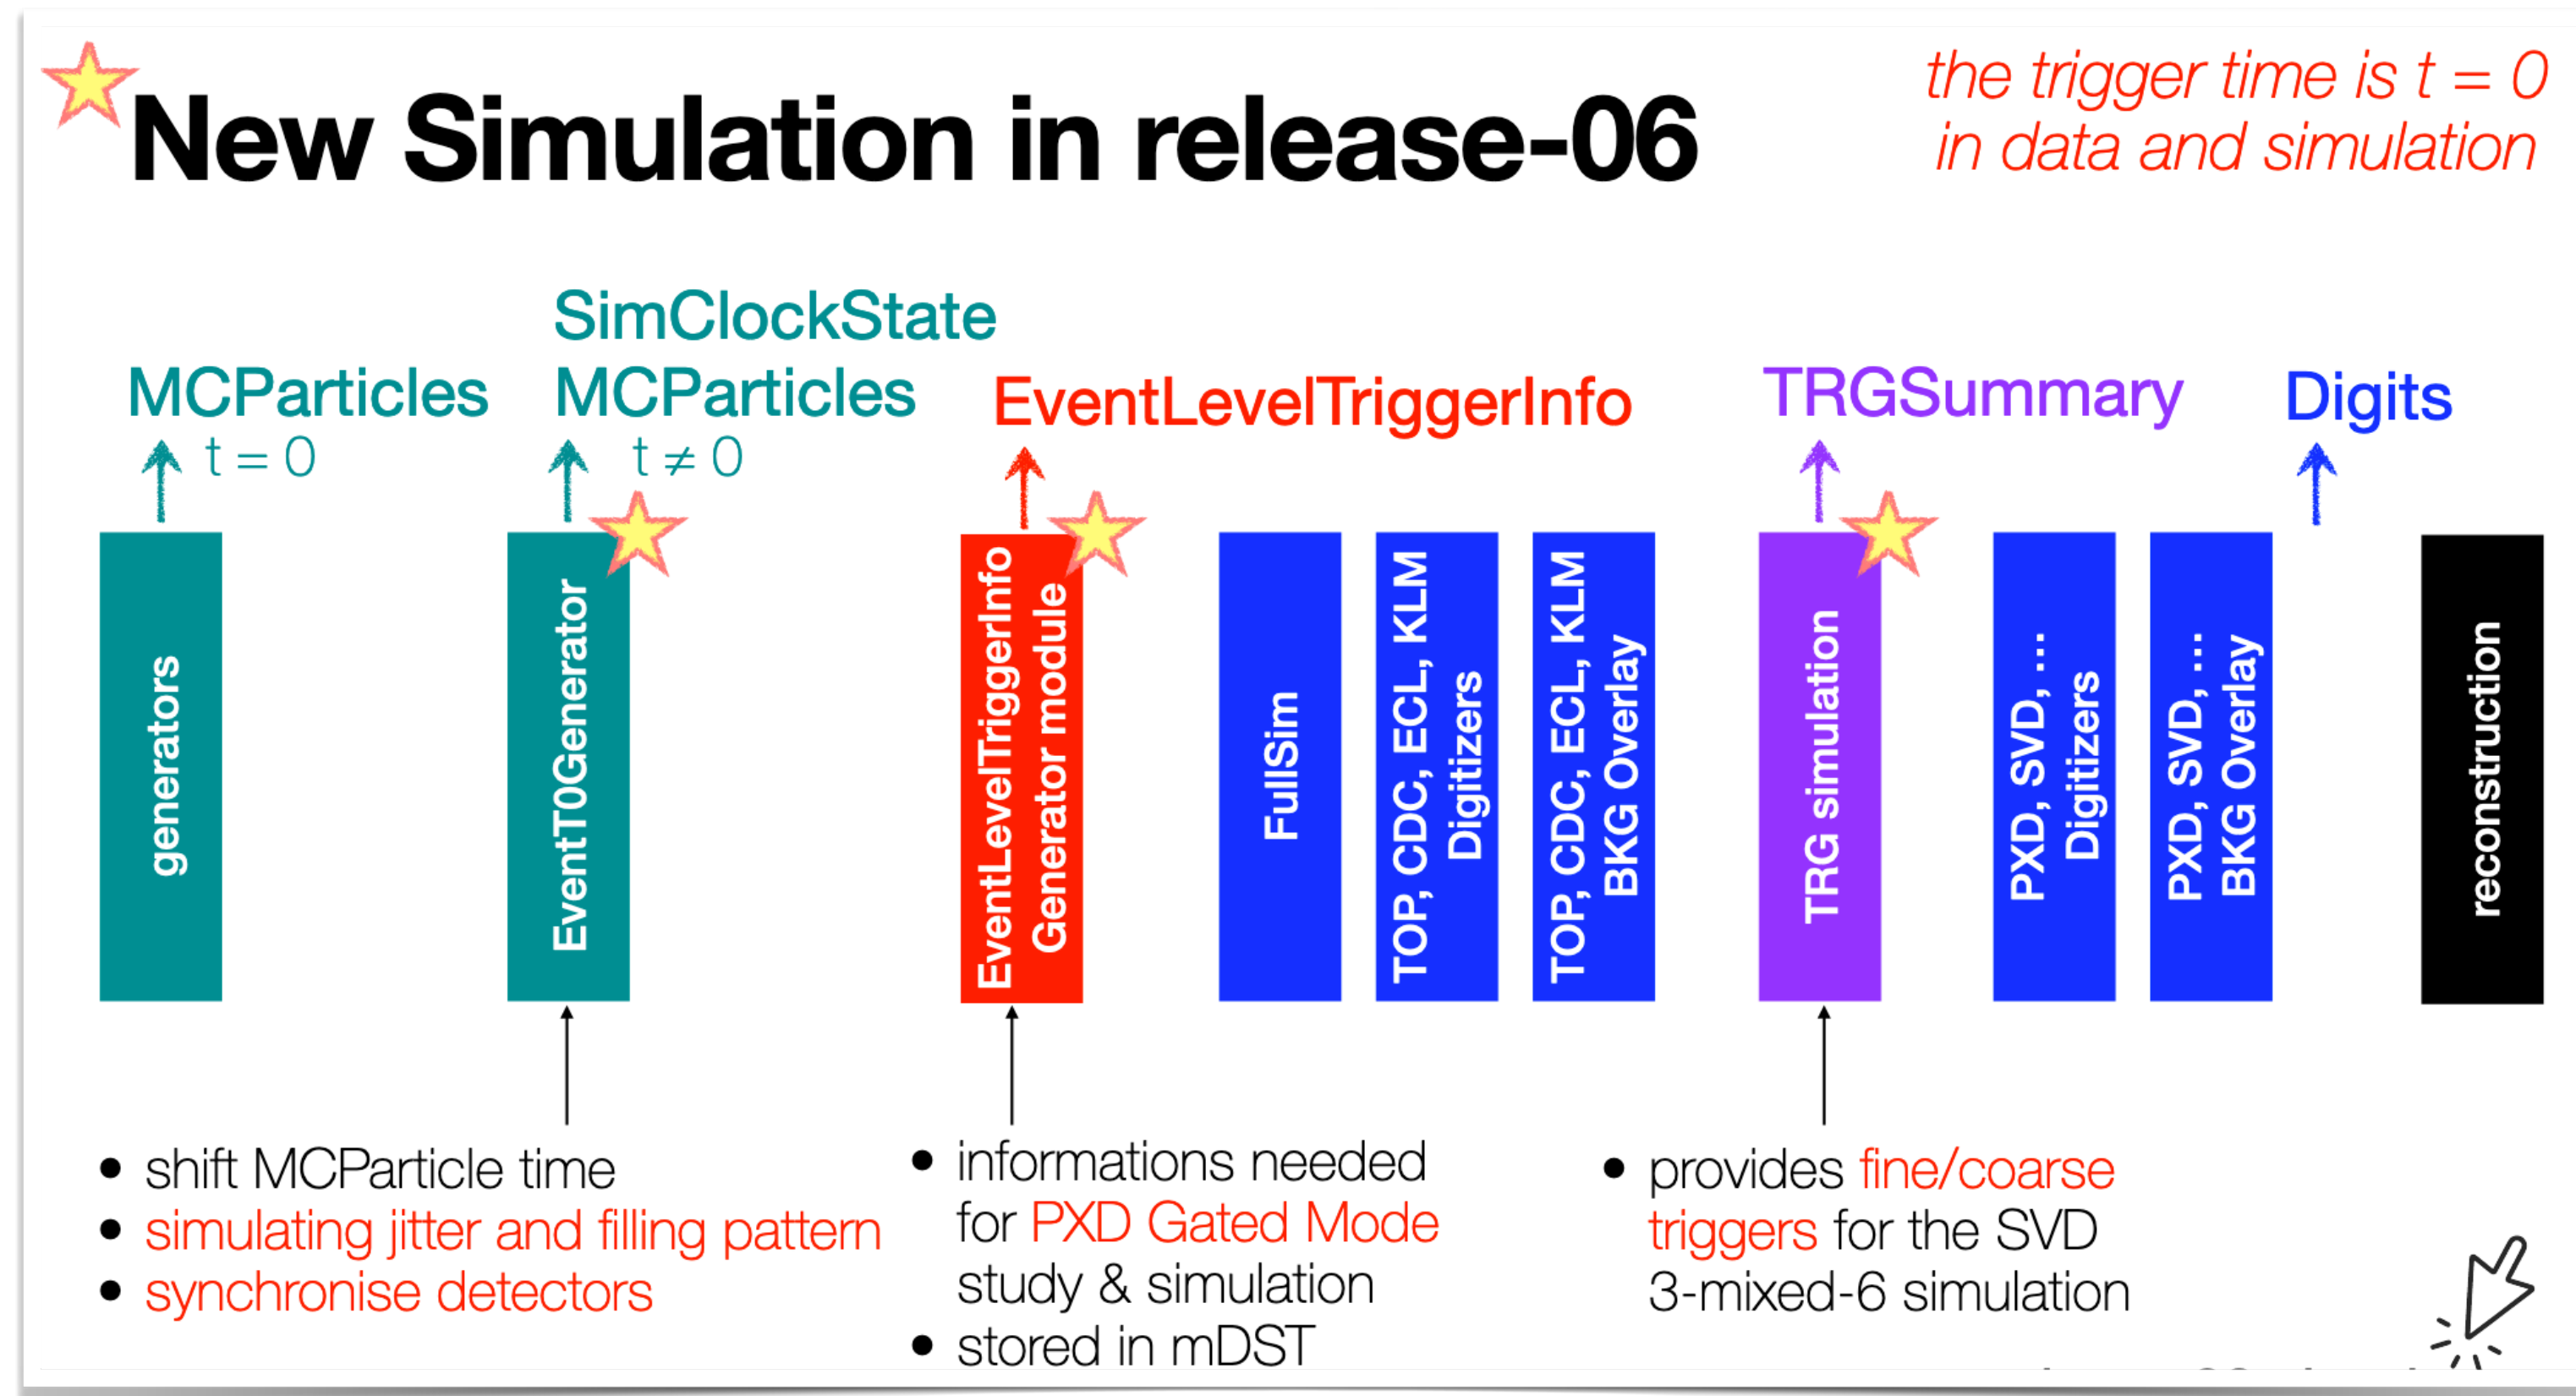 New Simulation in release-06
the trigger time is t = 0
in data and simulation
MCParticles
t = 0
SimClockState
MCParticles
t ≠ 0
EventLevelTriggerInfo
TRGSummary
Digits
generators
EventT0Generator
EventLevelTriggerInfo
Generator module
FullSim
TOP, CDC, ECL, KLM
Digitizers
TOP, CDC, ECL, KLM
BKG Overlay
TRG simulation
PXD, SVD, ...
Digitizers
PXD, SVD, ...
BKG Overlay
reconstruction
• shift MCParticle time
• simulating jitter and filling pattern
• synchronise detectors
• informations needed
for PXD Gated Mode
study & simulation
• stored in mDST
• provides fine/coarse
triggers for the SVD
3-mixed-6 simulation